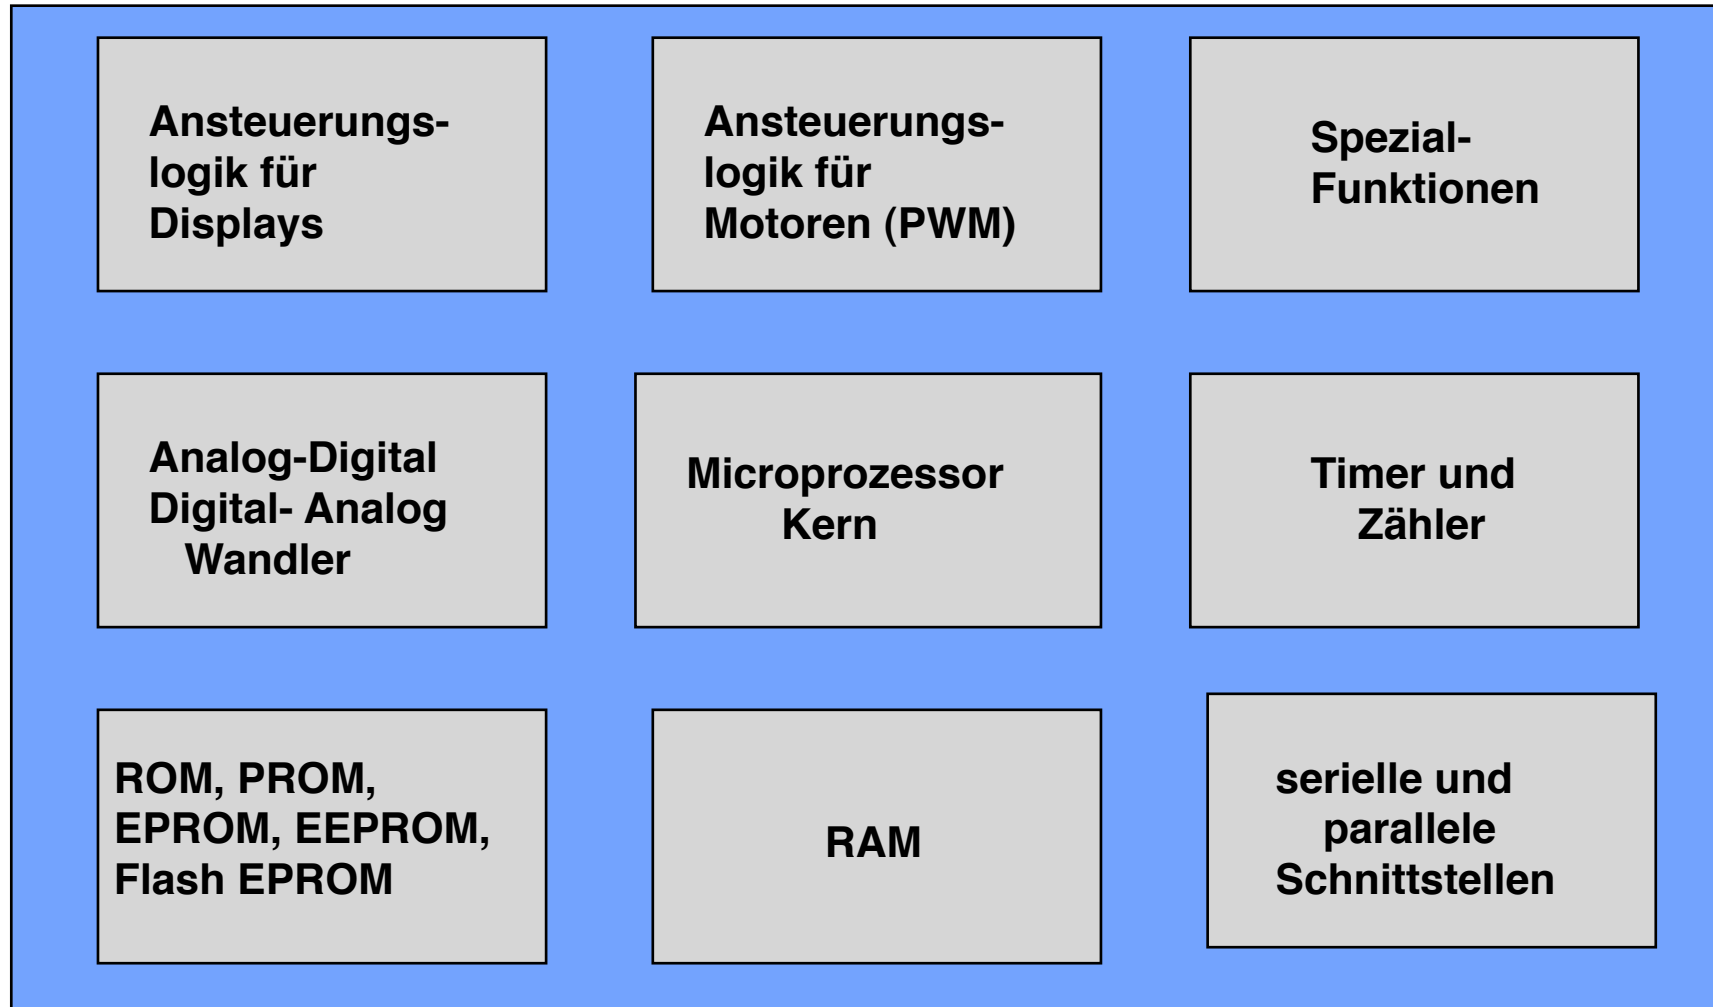 Ansteuerungs-
logik für
Displays
Ansteuerungs-
logik für
Motoren (PWM)
Spezial-
Funktionen
Analog-Digital
Digital- Analog
Wandler
Microprozessor
Kern
Timer und
Zähler
ROM, PROM,
EPROM, EEPROM,
Flash EPROM
RAM
serielle und
parallele
Schnittstellen